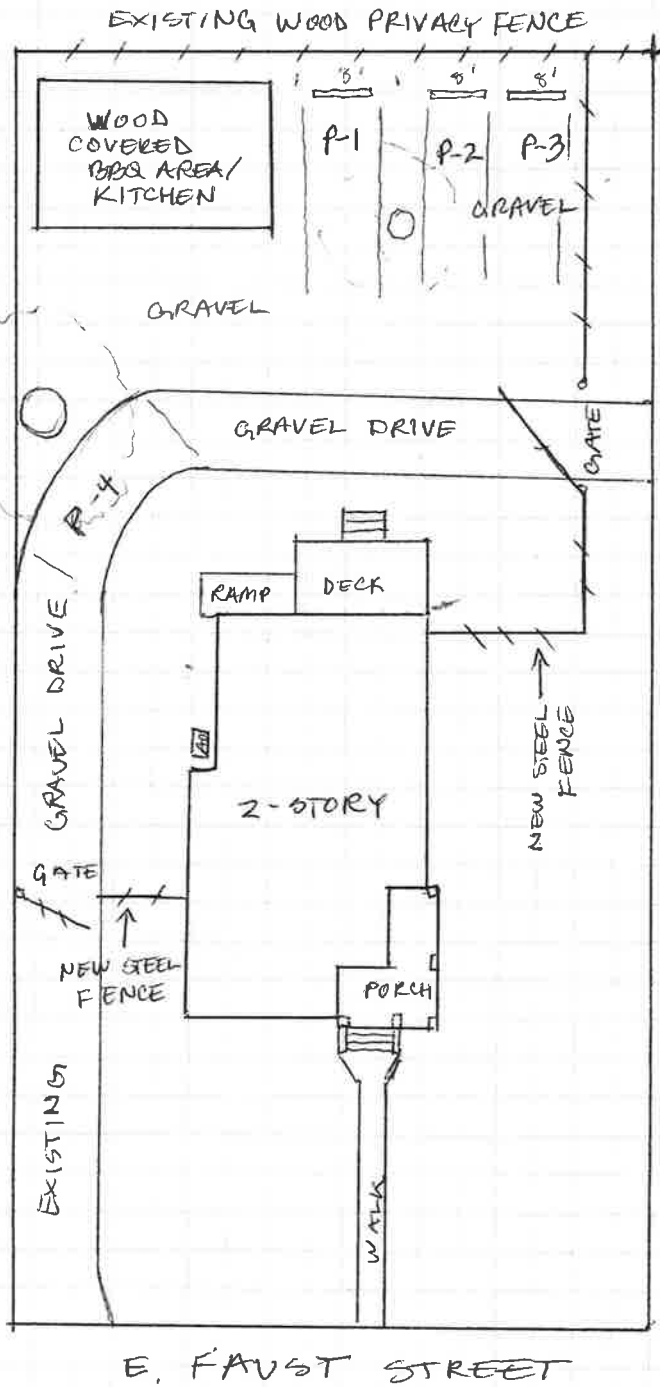 EXISTING WOOD PRIVACY FENCE
WOOD
COVERED
BBQ AREA/
KITCHEN
8'
8'
8'
P-1
P-2
P-3
GRAVEL
GRAVEL
GRAVEL DRIVE
GATE
P-4
RAMP
DECK
GRAVEL DRIVE
NEW STEEL
FENCE
2-STORY
GATE
NEW STEEL
FENCE
PORCH
EXISTING
WALK
E. FAUST STREET